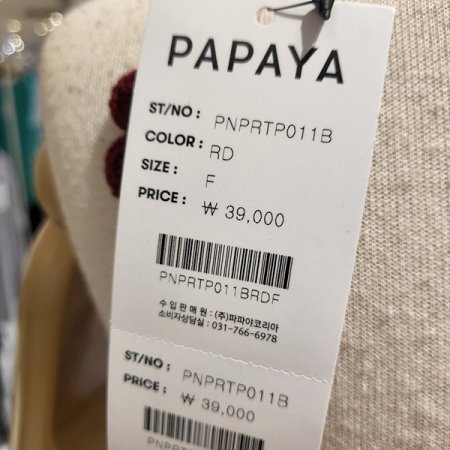 PAPAYA
ST/NO : PNPRTP011B
COLOR : RD
SIZE : F
PRICE : ₩ 39,000
PNPRTP011BRDF
수 입 판 매 원 : (주)파파야코리아
소비자상담실 : 031-766-6978
ST/NO : PNPRTP011B
PRICE : ₩ 39,000